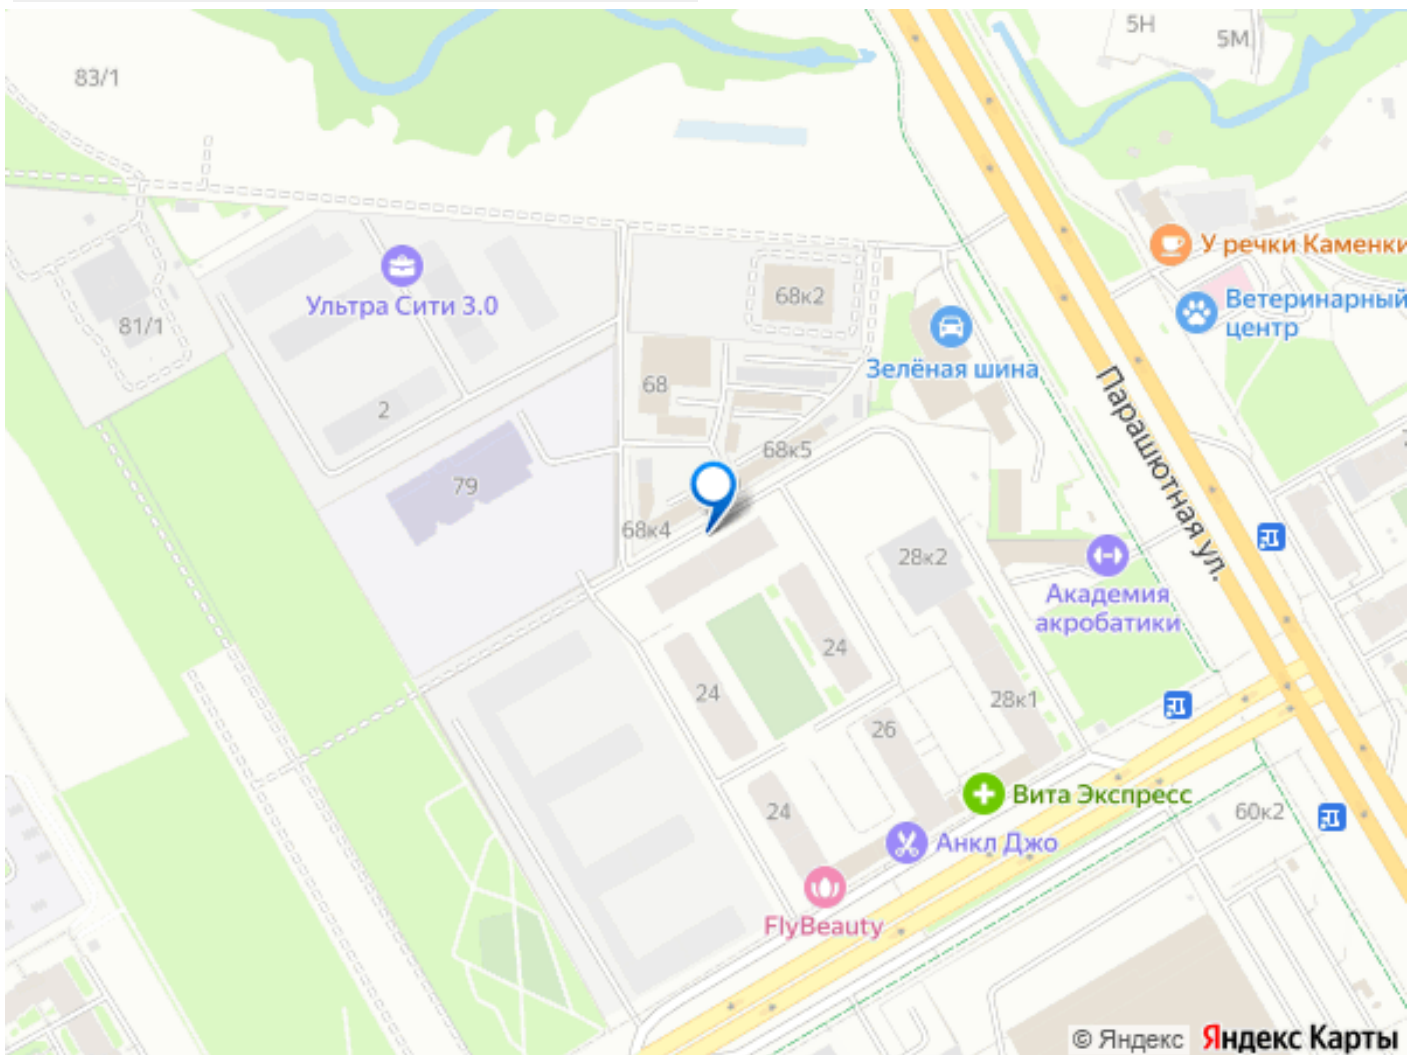 5Н
5М
83/1
У речки Каменки
68к2
Ветеринарный
центр
Ультра Сити 3.0
81/1
Зелёная шина
68
2
Парашютная ул.
68к5
79
68к4
28к2
Академия
акробатики
24
24
28к1
26
Вита Экспресс
24
60к2
Анкл Джо
FlyBeauty
© Яндекс Яндекс Карты